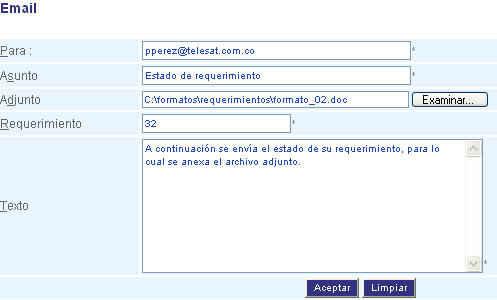 Email
Para : pperez@telesat.com.co *
Asunto Estado de requerimiento *
Adjunto C:\formatos\requerimientos\formato_02.doc Examinar...
Requerimiento 32 *
A continuación se envía el estado de su requerimiento, para lo
cual se anexa el archivo adjunto.
Texto
*
Aceptar Limpiar